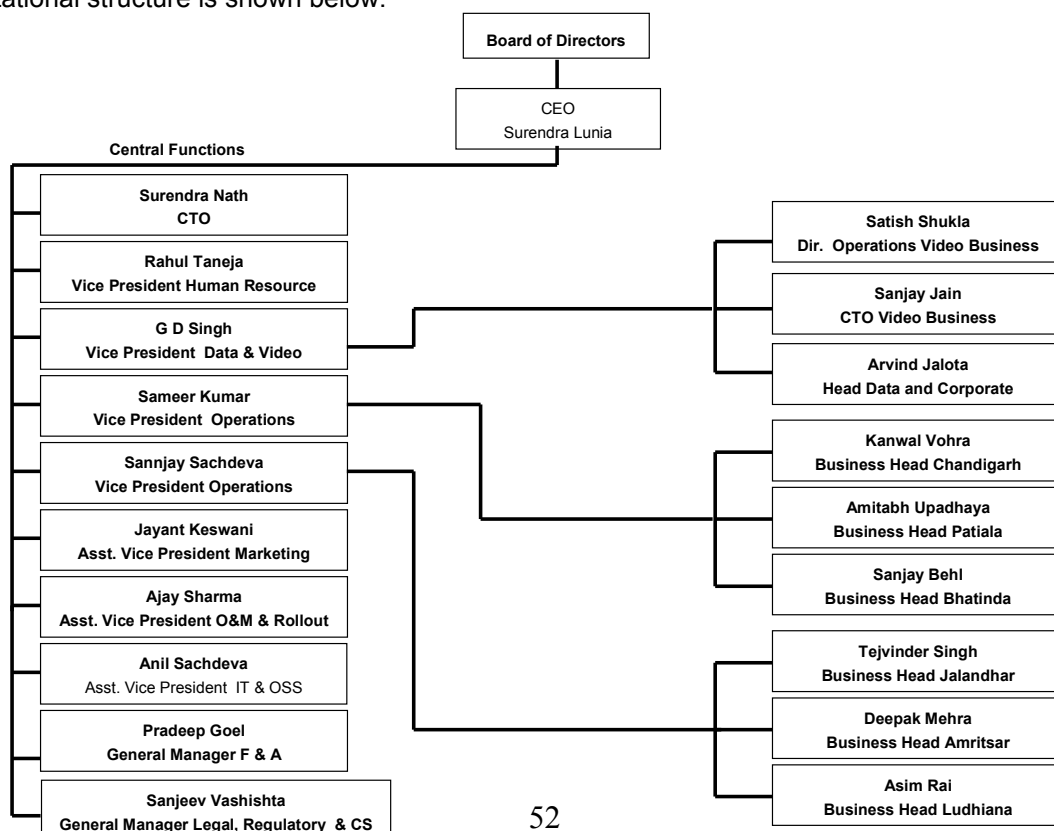 ational structure is shown below:
Board of Directors
CEO
Surendra Lunia
Central Functions
Surendra Nath
CTO
Rahul Taneja
Vice President Human Resource
G D Singh
Vice President Data & Video
Sameer Kumar
Vice President Operations
Sannjay Sachdeva
Vice President Operations
Jayant Keswani
Asst. Vice President Marketing
Ajay Sharma
Asst. Vice President O&M & Rollout
Anil Sachdeva
Asst. Vice President IT & OSS
Pradeep Goel
General Manager F & A
Sanjeev Vashishta
General Manager Legal, Regulatory & CS
Satish Shukla
Dir. Operations Video Business
Sanjay Jain
CTO Video Business
Arvind Jalota
Head Data and Corporate
Kanwal Vohra
Business Head Chandigarh
Amitabh Upadhaya
Business Head Patiala
Sanjay Behl
Business Head Bhatinda
Tejvinder Singh
Business Head Jalandhar
Deepak Mehra
Business Head Amritsar
Asim Rai
Business Head Ludhiana
52